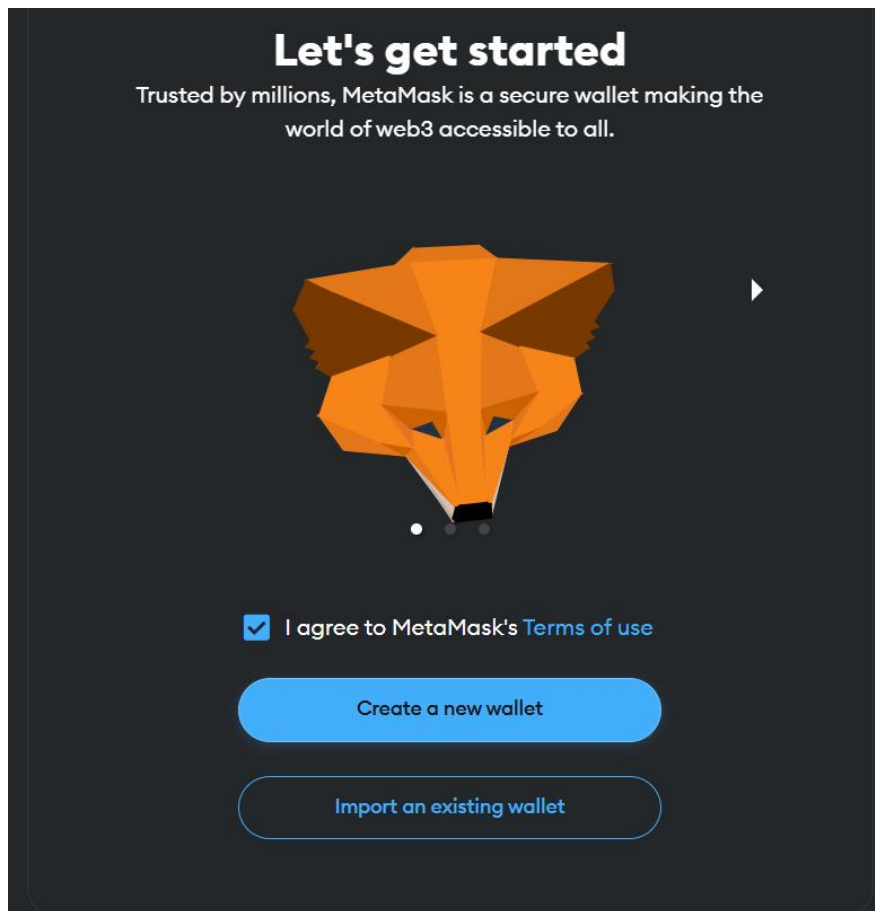 Let's get started
Trusted by millions, MetaMask is a secure wallet making the
world of web3 accessible to all.
I agree to MetaMask's Terms of use
Create a new wallet
Import an existing wallet